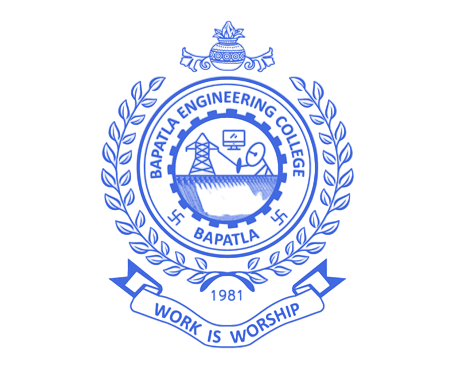 BAPATLA ENGINEERING COLLEGE
BAPATLA
1981
WORK IS WORSHIP